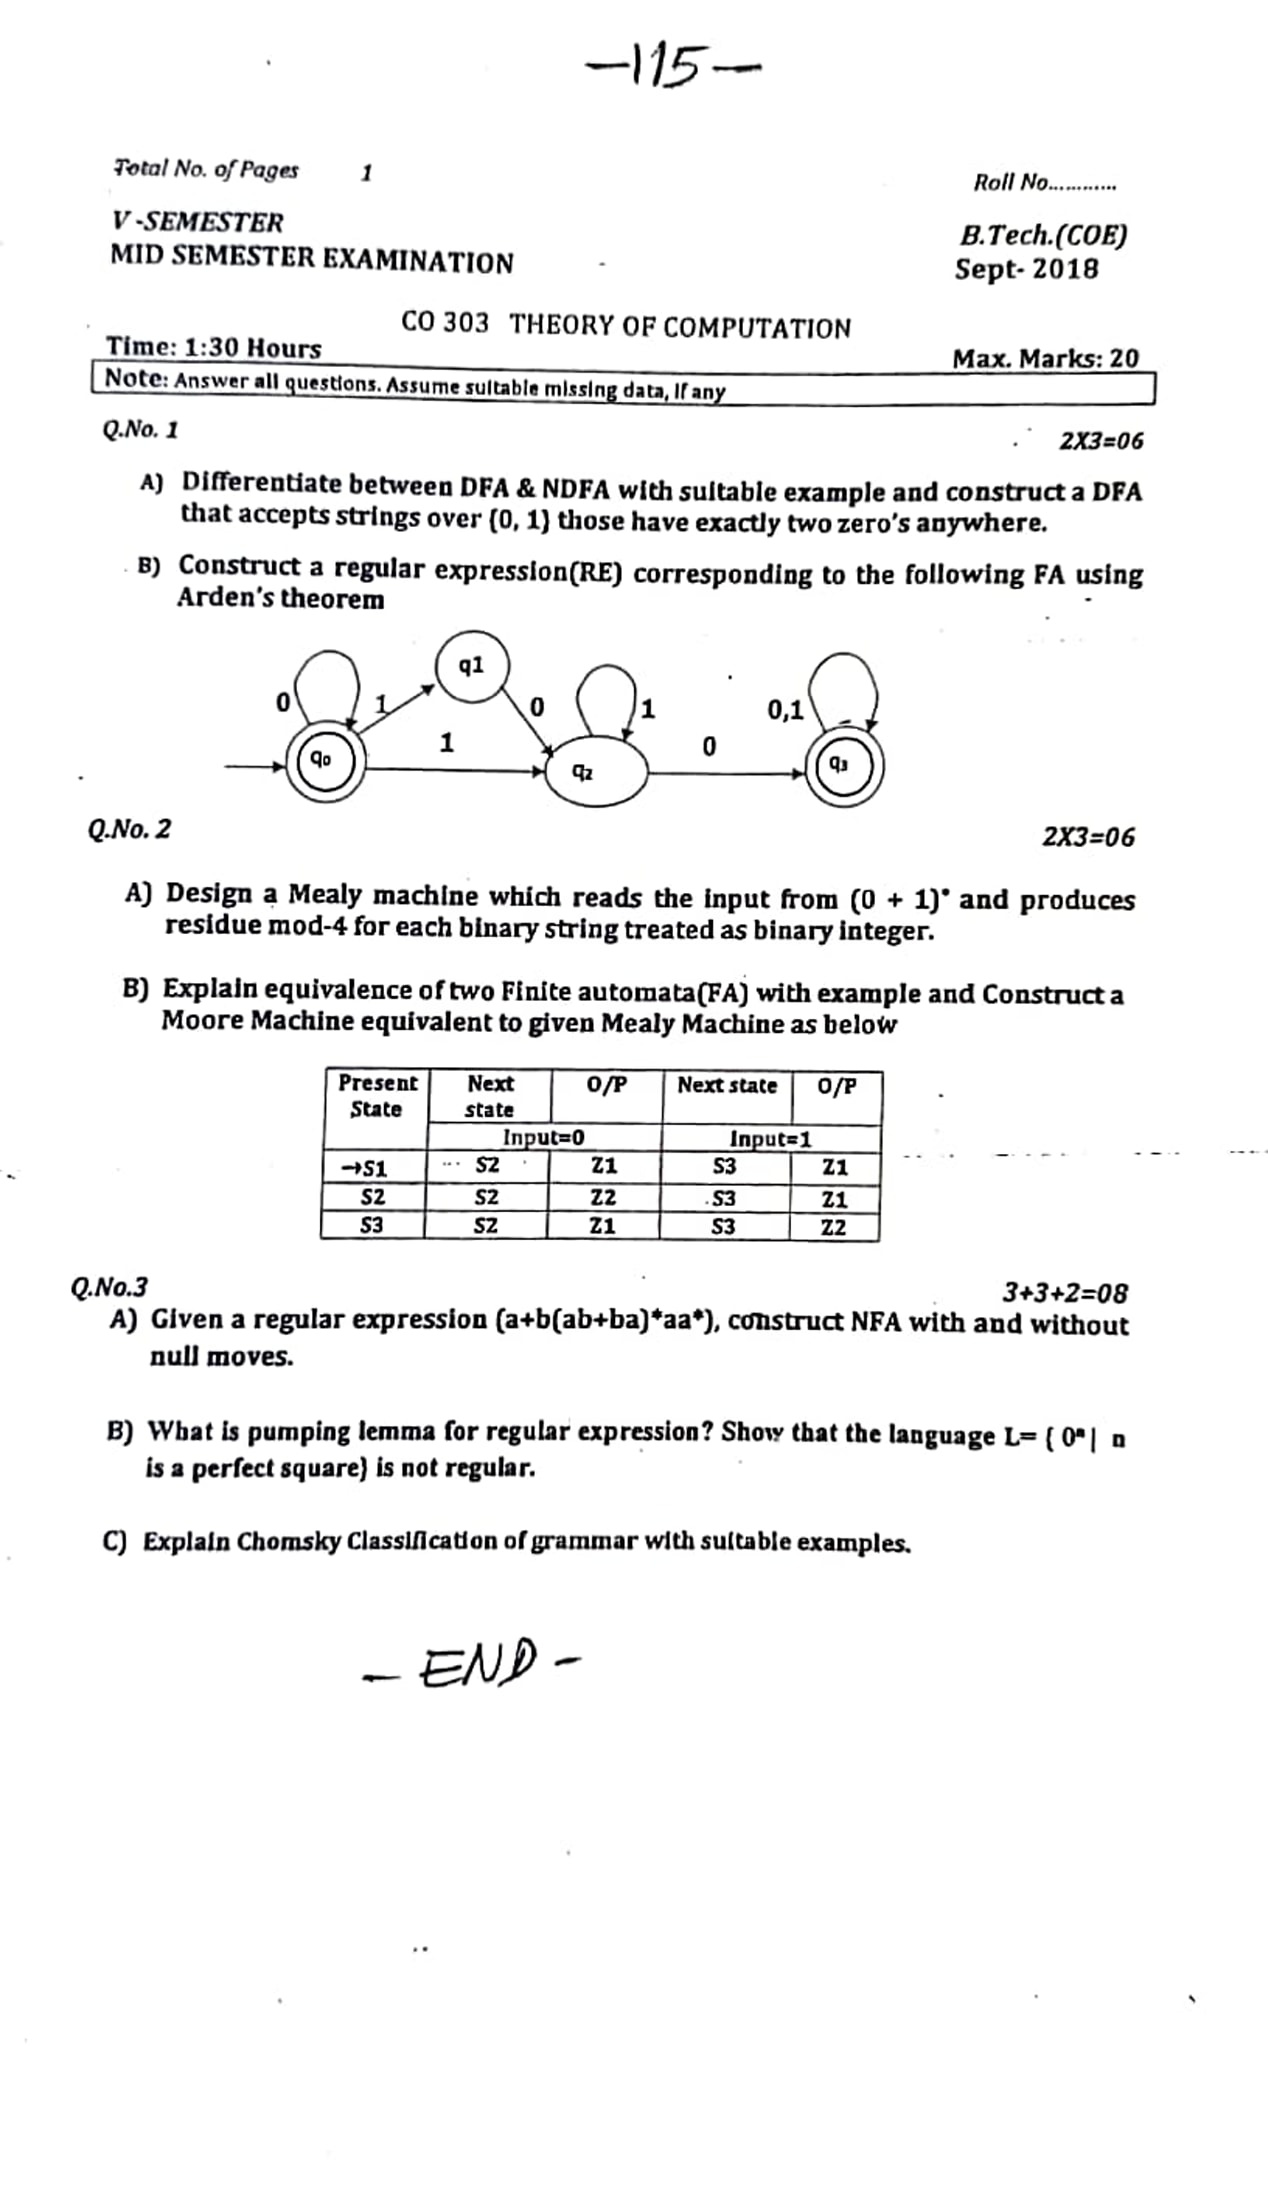 -115-
Total No. of Pages 1
Roll No............
V -SEMESTER
B.Tech.(COE)
MID SEMESTER EXAMINATION
Sept- 2018
CO 303 THEORY OF COMPUTATION
Time: 1:30 Hours
Max. Marks: 20
Note: Answer all questions. Assume suitable missing data, if any
Q.No. 1
2X3=06
A) Differentiate between DFA & NDFA with suitable example and construct a DFA
that accepts strings over {0, 1} those have exactly two zero's anywhere.
B) Construct a regular expression(RE) corresponding to the following FA using
Arden's theorem
q1
0
1
0
1
0,1
1
0
q0
q2
q3
Q.No. 2
2X3=06
A) Design a Mealy machine which reads the input from (0 + 1)* and produces
residue mod-4 for each binary string treated as binary integer.
B) Explain equivalence of two Finite automata(FA) with example and Construct a
Moore Machine equivalent to given Mealy Machine as below
Present State Next state O/P Next state O/P
Input=0 Input=1
→S1 S2 Z1 S3 Z1
S2 S2 Z2 S3 Z1
S3 S2 Z1 S3 Z2
Q.No.3
3+3+2=08
A) Given a regular expression (a+b(ab+ba)*aa*), construct NFA with and without
null moves.
B) What is pumping lemma for regular expression? Show that the language L= { 0ⁿ | n
is a perfect square} is not regular.
C) Explain Chomsky Classification of grammar with suitable examples.
- END -